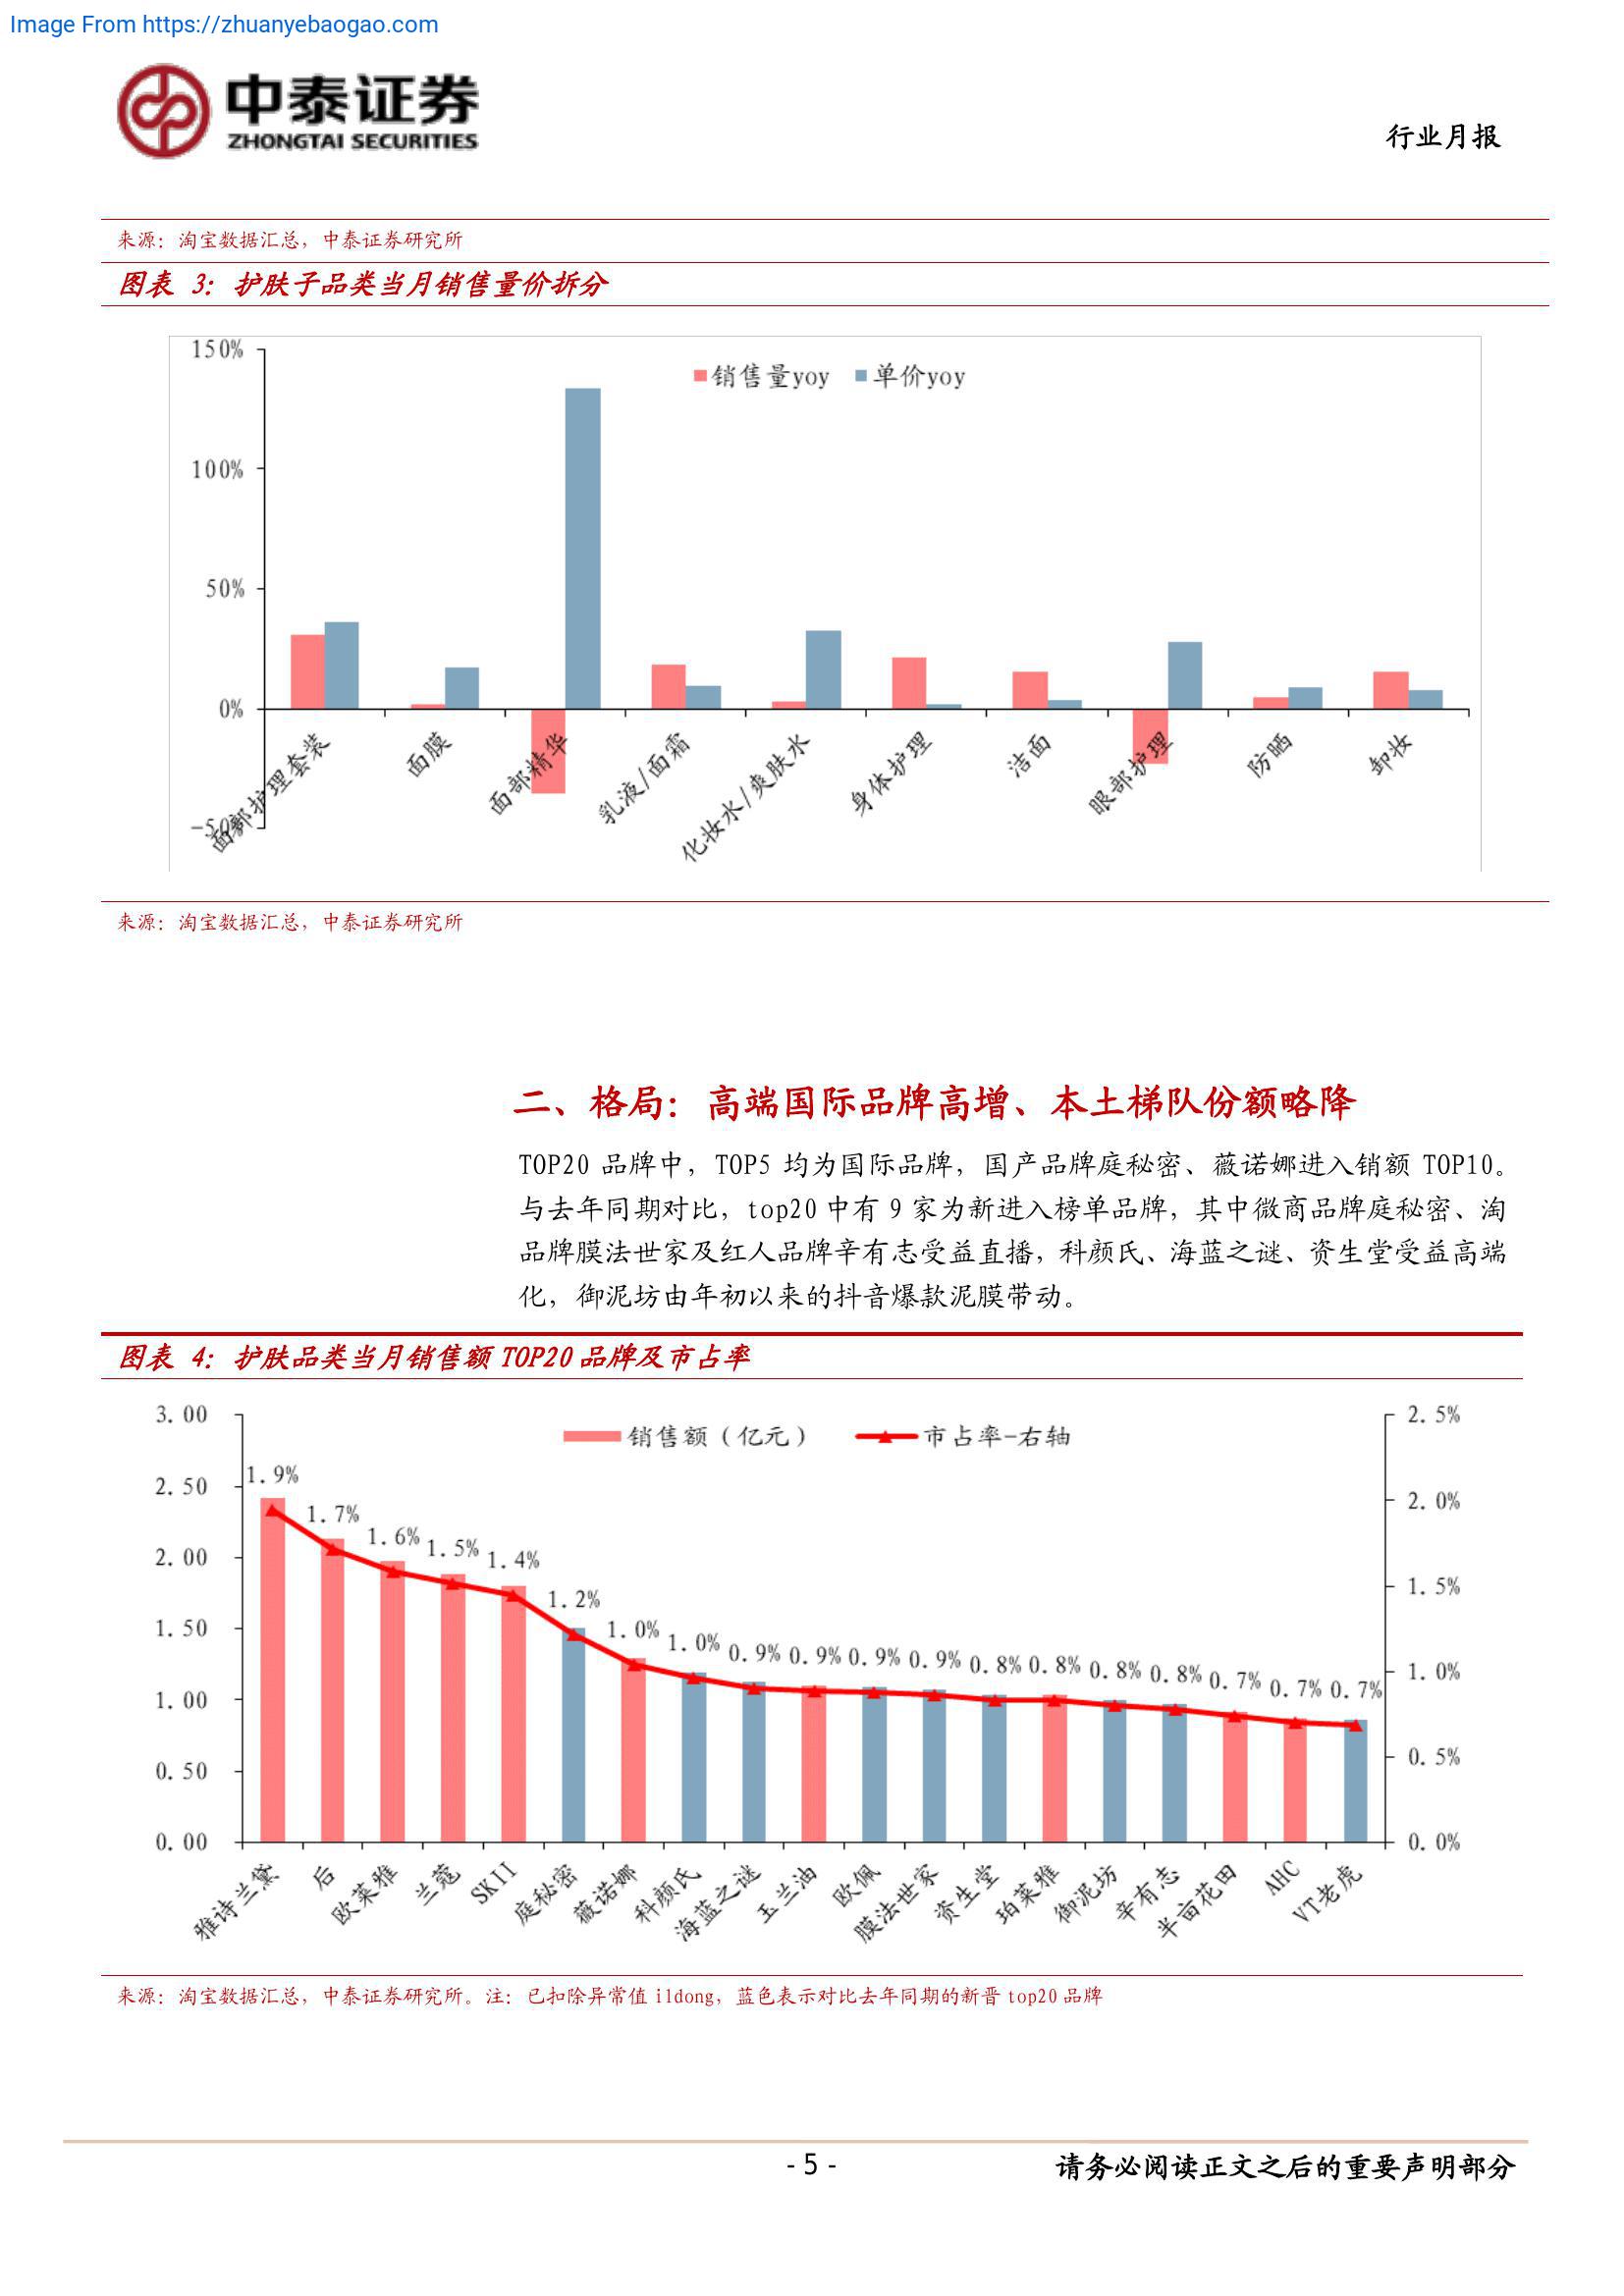 Image From https://zhuanyebaogao.com
中泰证券
ZHONGTAI SECURITIES
行业月报
来源：淘宝数据汇总，中泰证券研究所
图表 3：护肤子品类当月销售量价拆分
销售量yoy 单价yoy
150%
100%
50%
0%
-50%
面部护理套装 面膜 面部精华 乳液/面霜 化妆水/爽肤水 身体护理 洁面 眼部护理 防晒 卸妆
来源：淘宝数据汇总，中泰证券研究所
二、格局：高端国际品牌高增、本土梯队份额略降
TOP20 品牌中，TOP5 均为国际品牌，国产品牌庭秘密、薇诺娜进入销额 TOP10。
与去年同期对比，top20 中有 9 家为新进入榜单品牌，其中微商品牌庭秘密、淘
品牌膜法世家及红人品牌辛有志受益直播，科颜氏、海蓝之谜、资生堂受益高端
化，御泥坊由年初以来的抖音爆款泥膜带动。
图表 4：护肤品类当月销售额 TOP20 品牌及市占率
销售额（亿元） 市占率-右轴
3.00
2.50
2.00
1.50
1.00
0.50
0.00
1.9% 1.7% 1.6% 1.5% 1.4% 1.2% 1.0% 1.0% 0.9% 0.9% 0.9% 0.9% 0.8% 0.8% 0.8% 0.8% 0.7% 0.7% 0.7%
2.5%
2.0%
1.5%
1.0%
0.5%
0.0%
雅诗兰黛 后 欧莱雅 兰蔻 SKII 庭秘密 薇诺娜 科颜氏 海蓝之谜 玉兰油 欧佩 膜法世家 资生堂 珀莱雅 御泥坊 辛有志 半亩花田 AHC VT老虎
来源：淘宝数据汇总，中泰证券研究所。注：已扣除异常值 ildong，蓝色表示对比去年同期的新晋 top20 品牌
- 5 -
请务必阅读正文之后的重要声明部分